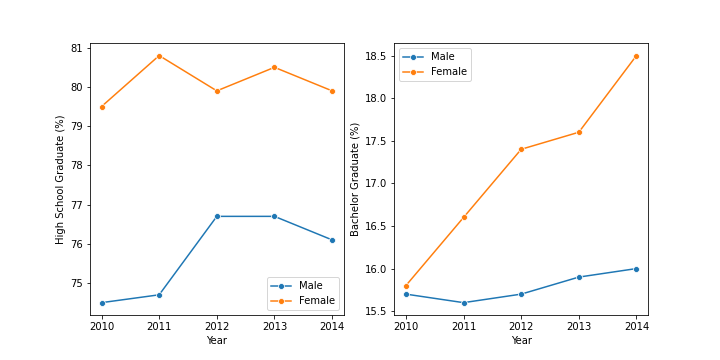 High School Graduate (%)
81
80
79
78
77
76
75
2010 2011 2012 2013 2014
Year
Male
Female
Bachelor Graduate (%)
18.5
18.0
17.5
17.0
16.5
16.0
15.5
2010 2011 2012 2013 2014
Year
Male
Female